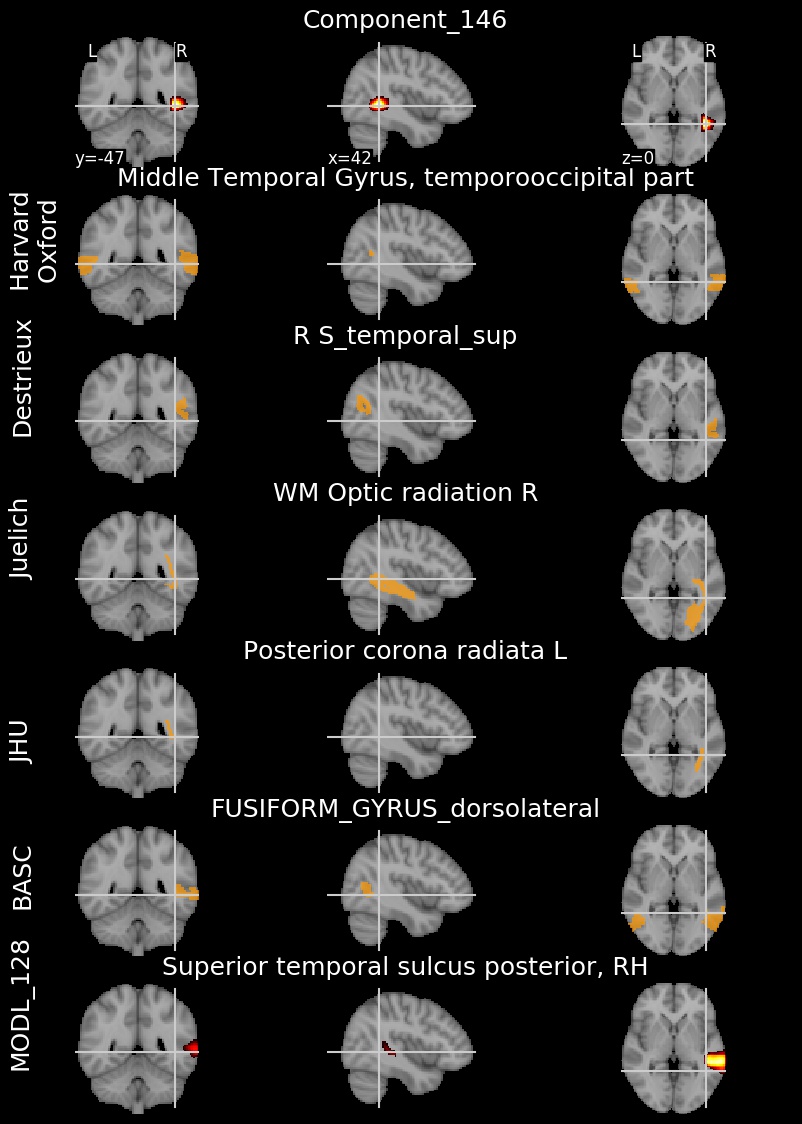 Component_146
L R
L R
y=-47
x=42
z=0
Middle Temporal Gyrus, temporooccipital part
Harvard
Oxford
R S_temporal_sup
Destrieux
WM Optic radiation R
Juelich
Posterior corona radiata L
JHU
FUSIFORM_GYRUS_dorsolateral
BASC
Superior temporal sulcus posterior, RH
MODL_128